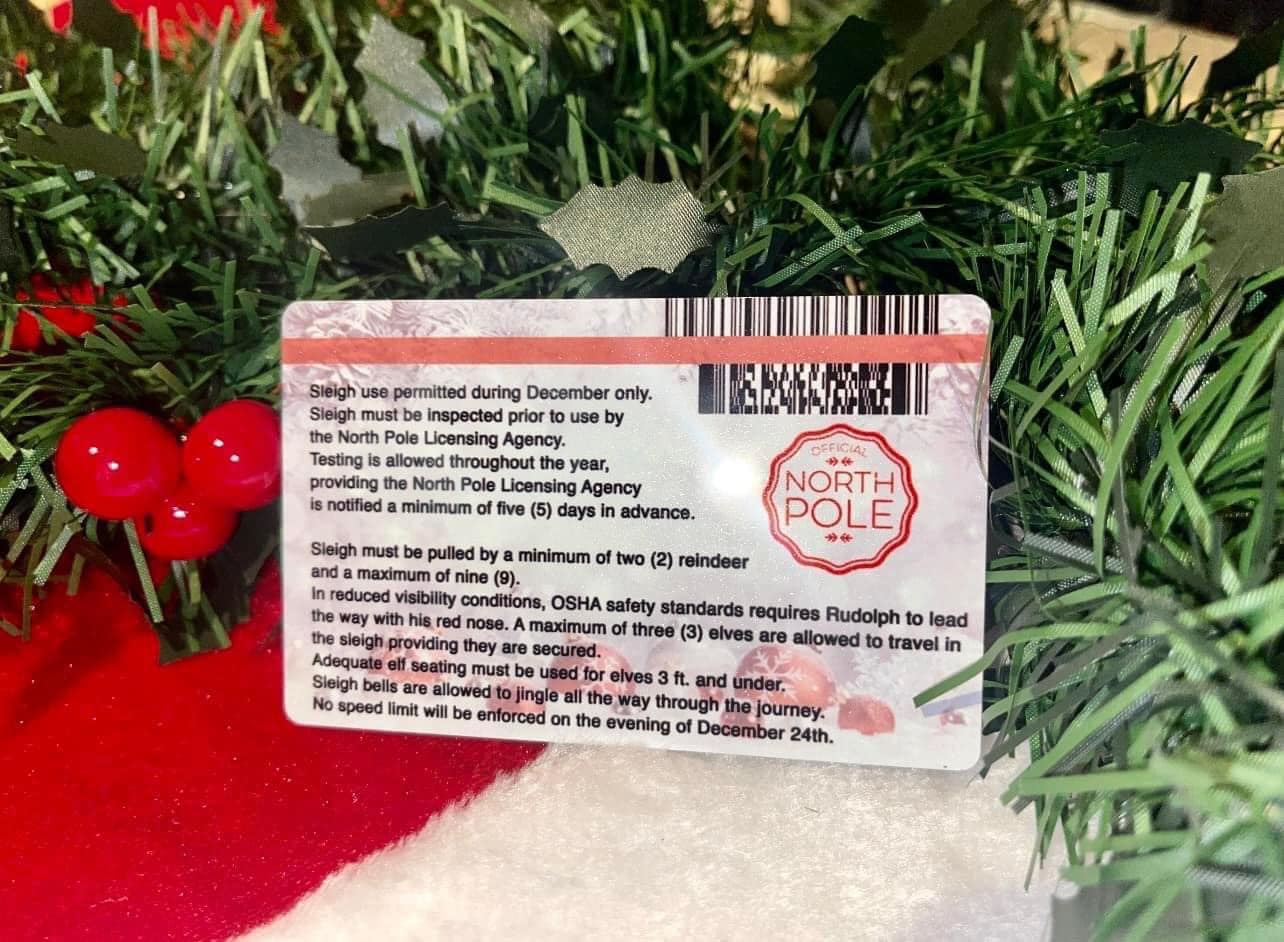 Sleigh use permitted during December only.
Sleigh must be inspected prior to use by
the North Pole Licensing Agency.
Testing is allowed throughout the year,
providing the North Pole Licensing Agency
is notified a minimum of five (5) days in advance.
OFFICIAL
NORTH
POLE
Sleigh must be pulled by a minimum of two (2) reindeer
and a maximum of nine (9).
In reduced visibility conditions, OSHA safety standards requires Rudolph to lead
the way with his red nose. A maximum of three (3) elves are allowed to travel in
the sleigh providing they are secured.
Adequate elf seating must be used for elves 3 ft. and under.
Sleigh bells are allowed to jingle all the way through the journey.
No speed limit will be enforced on the evening of December 24th.